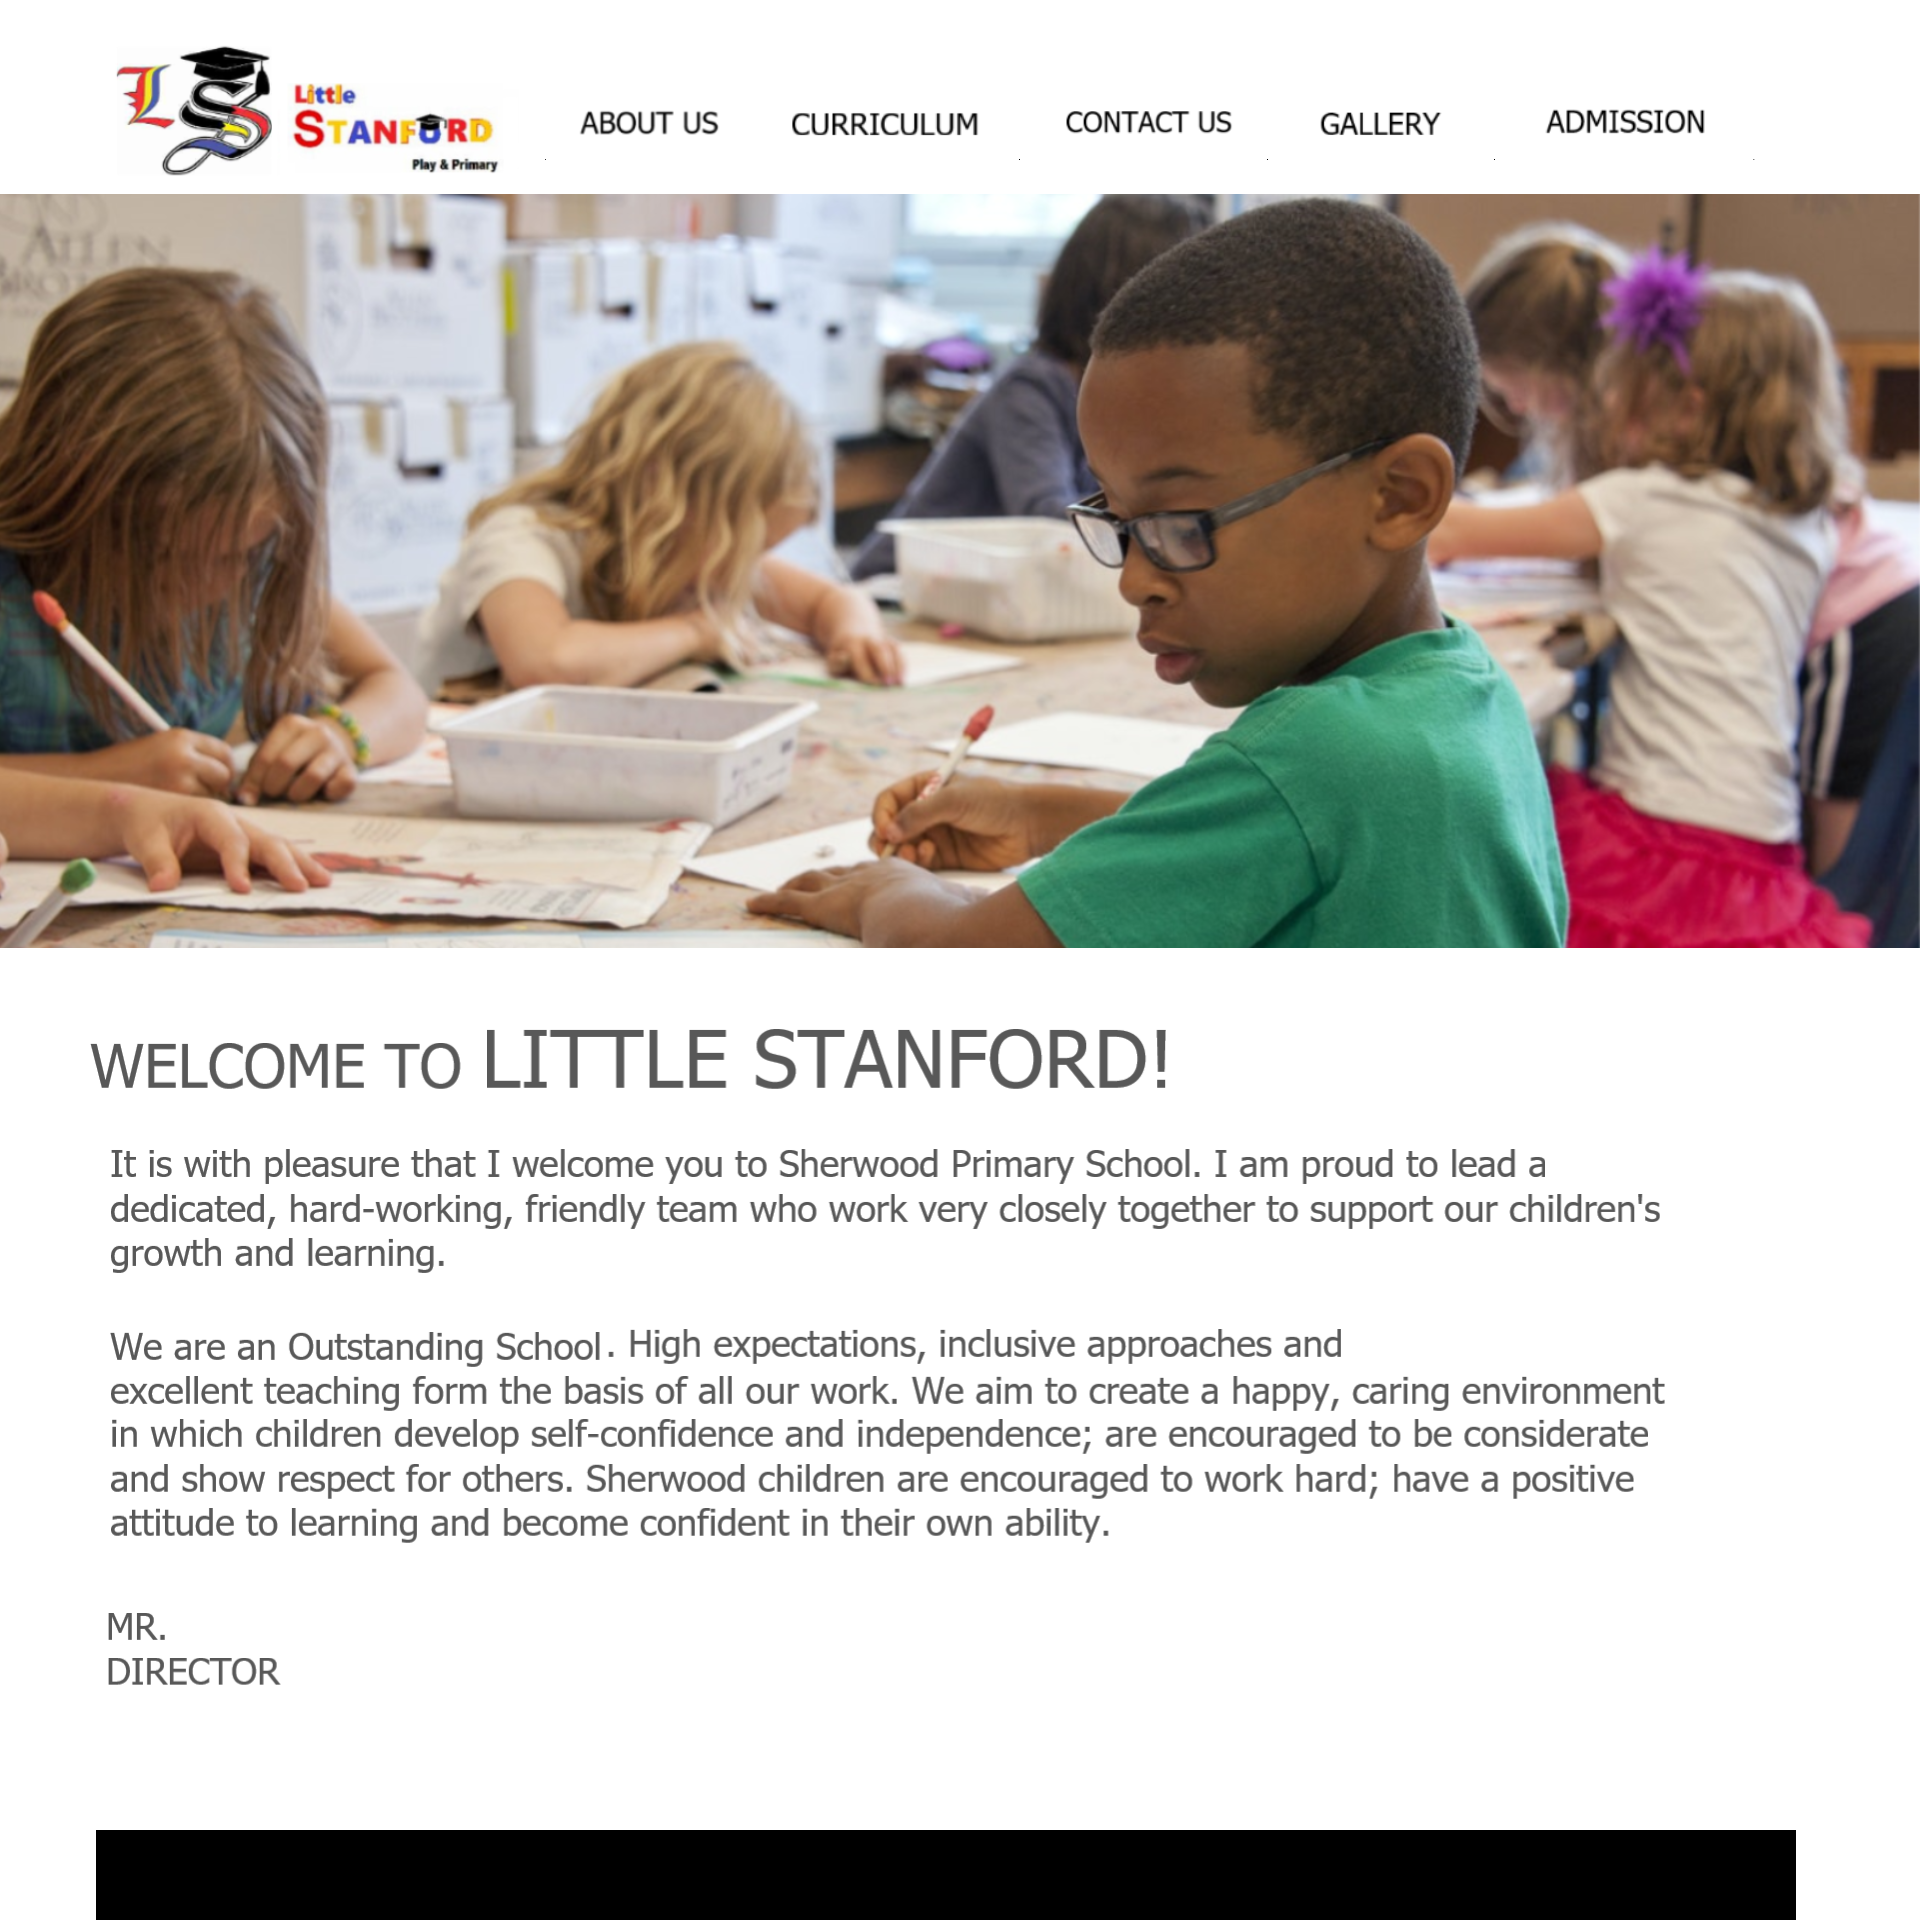 LS
Little
STANFORD
Play & Primary
ABOUT US
CURRICULUM
CONTACT US
GALLERY
ADMISSION
ALLEN
WELCOME TO LITTLE STANFORD!
It is with pleasure that I welcome you to Sherwood Primary School. I am proud to lead a
dedicated, hard-working, friendly team who work very closely together to support our children's
growth and learning.
We are an Outstanding School. High expectations, inclusive approaches and
excellent teaching form the basis of all our work. We aim to create a happy, caring environment
in which children develop self-confidence and independence; are encouraged to be considerate
and show respect for others. Sherwood children are encouraged to work hard; have a positive
attitude to learning and become confident in their own ability.
MR.
DIRECTOR